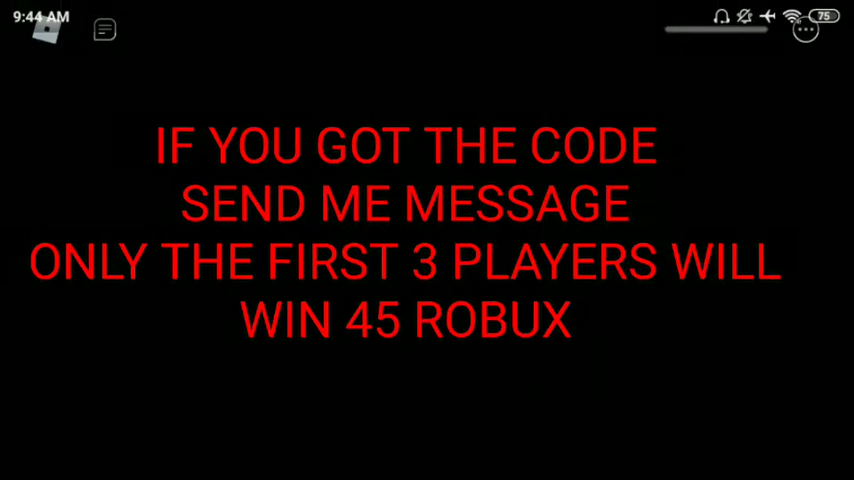 9:44 AM
75
IF YOU GOT THE CODE
SEND ME MESSAGE
ONLY THE FIRST 3 PLAYERS WILL
WIN 45 ROBUX